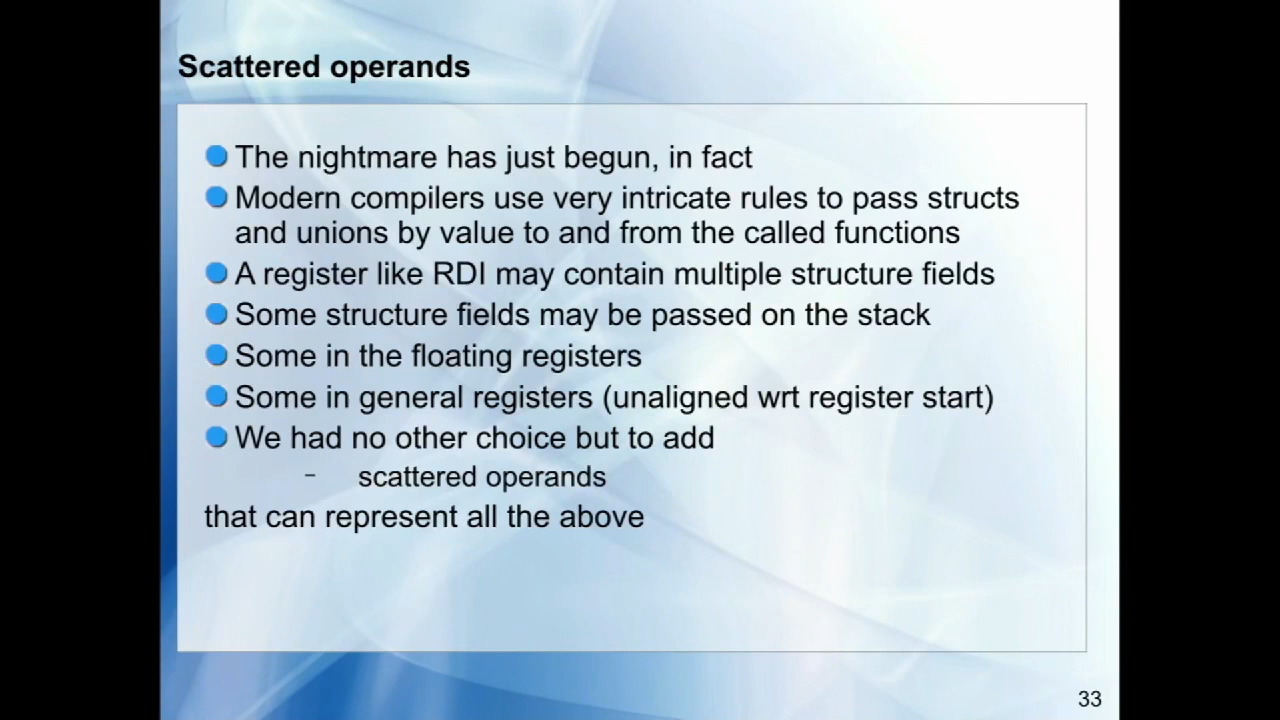 Scattered operands
The nightmare has just begun, in fact
Modern compilers use very intricate rules to pass structs
and unions by value to and from the called functions
A register like RDI may contain multiple structure fields
Some structure fields may be passed on the stack
Some in the floating registers
Some in general registers (unaligned wrt register start)
We had no other choice but to add
– scattered operands
that can represent all the above
33